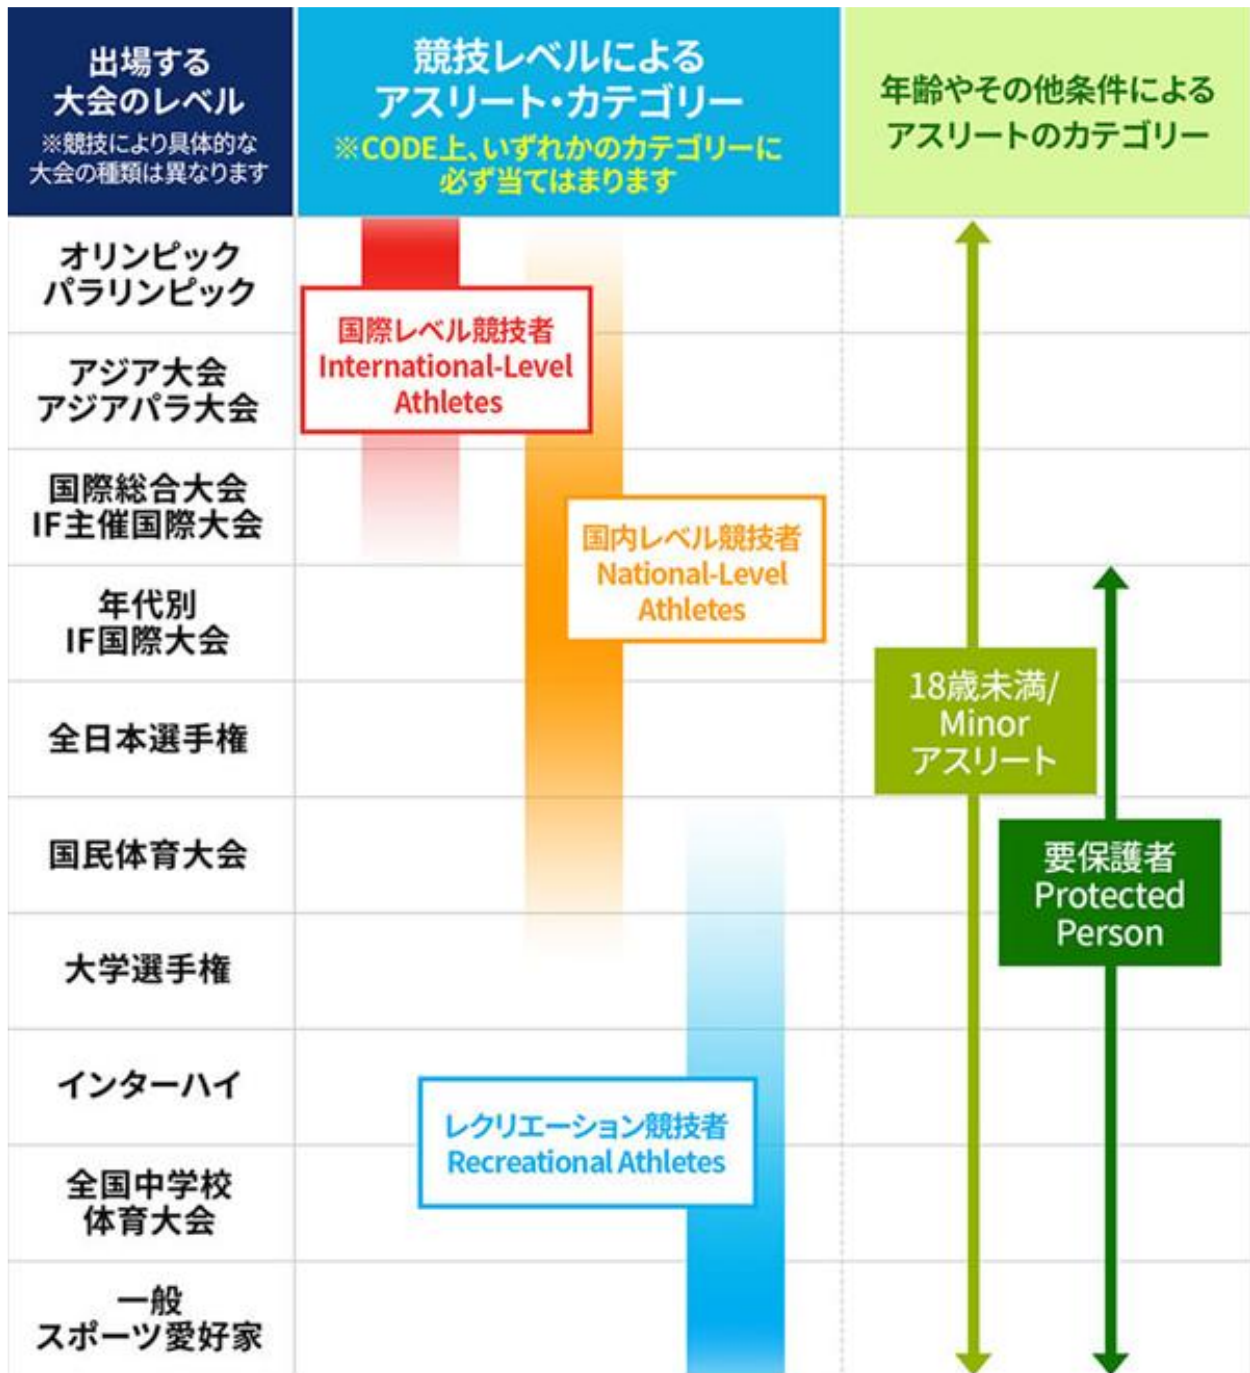 出場する
大会のレベル
※競技により具体的な
大会の種類は異なります
競技レベルによる
アスリート・カテゴリー
※CODE上、いずれかのカテゴリーに
必ず当てはまります
年齢やその他条件による
アスリートのカテゴリー
オリンピック
パラリンピック
アジア大会
アジアパラ大会
国際総合大会
IF主催国際大会
年代別
IF国際大会
全日本選手権
国民体育大会
大学選手権
インターハイ
全国中学校
体育大会
一般
スポーツ愛好家
国際レベル競技者
International-Level
Athletes
国内レベル競技者
National-Level
Athletes
レクリエーション競技者
Recreational Athletes
18歳未満/
Minor
アスリート
要保護者
Protected
Person